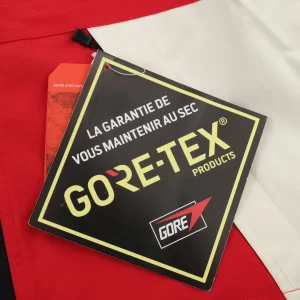 LA GARANTIE DE
VOUS MAINTENIR AU SEC
GORE-TEX®
PRODUCTS
GORE